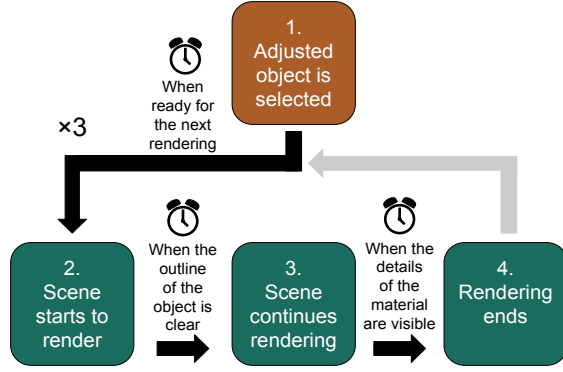 1.
Adjusted
object is
selected
When
ready for
the next
rendering
×3
2.
Scene
starts to
render
When the
outline
of the
object is
clear
3.
Scene
continues
rendering
When the
details
of the
material
are visible
4.
Rendering
ends